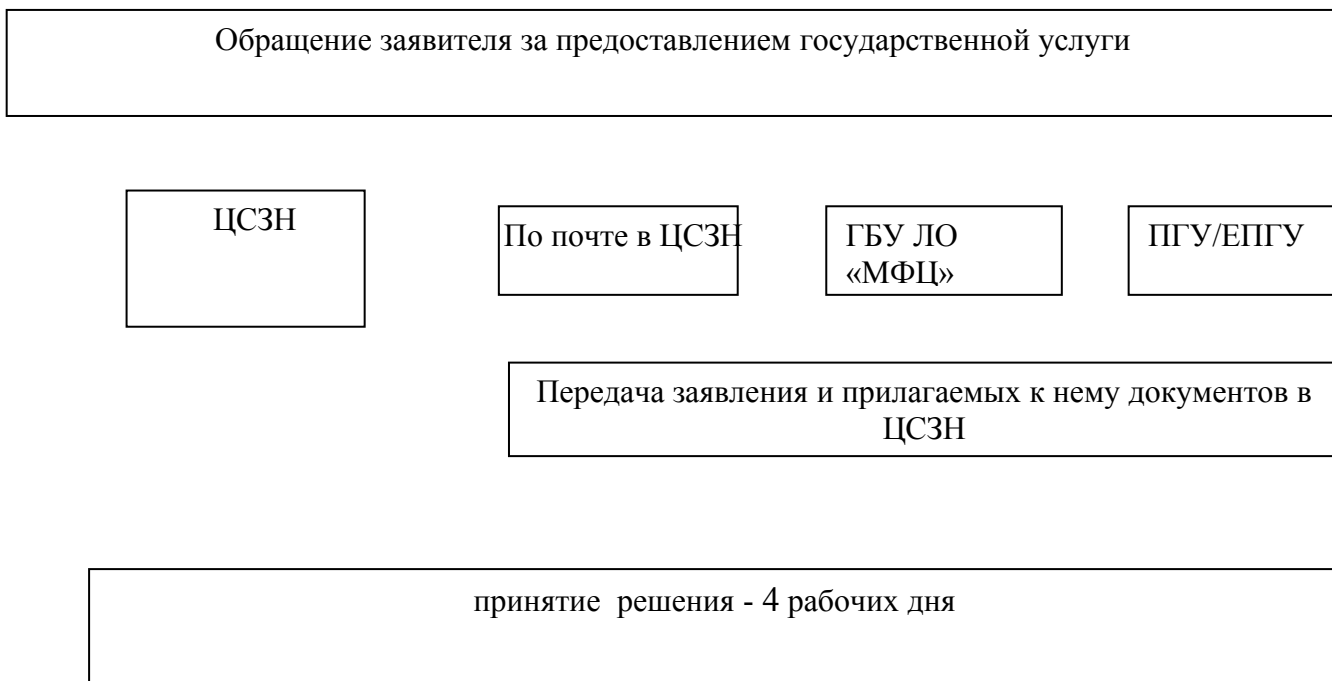 Обращение заявителя за предоставлением государственной услуги
ЦСЗН
По почте в ЦСЗН
ГБУ ЛО
«МФЦ»
ПГУ/ЕПГУ
Передача заявления и прилагаемых к нему документов в
ЦСЗН
принятие решения - 4 рабочих дня